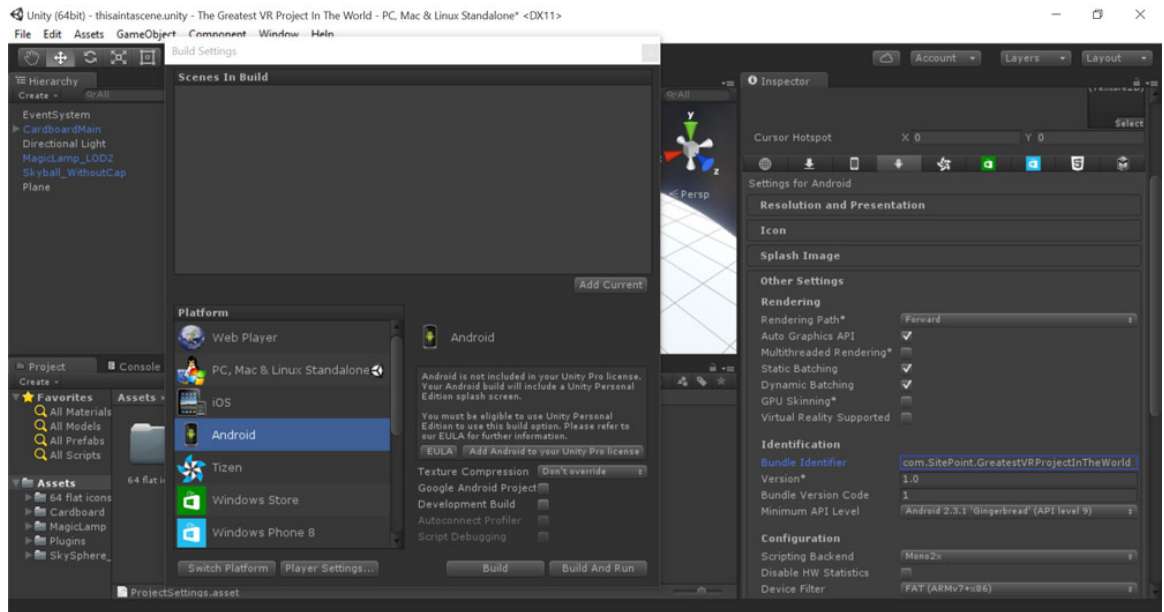 Unity (64bit) - thisaintascene.unity - The Greatest VR Project In The World - PC, Mac & Linux Standalone* <DX11>
File Edit Assets GameObject Component Window Help
Build Settings
Account
Layers
Layout
Hierarchy
Create
All
EventSystem
CardboardMain
Directional Light
MagicLamp_LOD2
Skyball_WithoutCap
Plane
Scenes In Build
Add Current
Platform
Web Player
PC, Mac & Linux Standalone
iOS
Android
Tizen
Windows Store
Windows Phone 8
Switch Platform
Player Settings...
Android
Android is not included in your Unity Pro license.
Your Android build will include a Unity Personal
Edition splash screen.
You must be eligible to use Unity Personal
Edition to use this build option. Please refer to
our EULA for further information.
EULA
Add Android to your Unity Pro license
Texture Compression Don't override
Google Android Project
Development Build
Autoconnect Profiler
Script Debugging
Build
Build And Run
All
y
z
Persp
Project
Console
Create
Favorites
All Materials
All Models
All Prefabs
All Scripts
Assets
64 flat icons
Cardboard
MagicLamp
Plugins
SkySphere_
Assets
64 flat i
ProjectSettings.asset
Inspector
(Texture2D)
Select
Cursor Hotspot X 0 Y 0
Settings for Android
Resolution and Presentation
Icon
Splash Image
Other Settings
Rendering
Rendering Path* Forward
Auto Graphics API
Multithreaded Rendering*
Static Batching
Dynamic Batching
GPU Skinning*
Virtual Reality Supported
Identification
Bundle Identifier com.SitePoint.GreatestVRProjectInTheWorld
Version* 1.0
Bundle Version Code 1
Minimum API Level Android 2.3.1 'Gingerbread' (API level 9)
Configuration
Scripting Backend Mono2x
Disable HW Statistics
Device Filter FAT (ARMv7+x86)